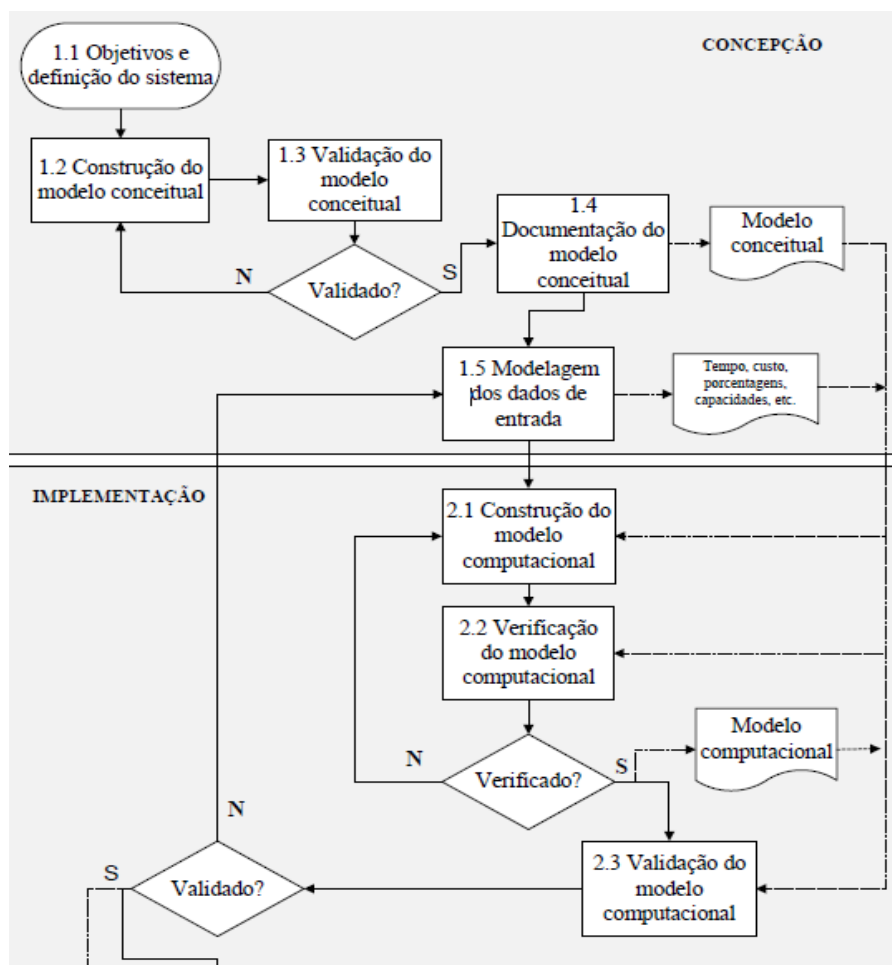 1.1 Objetivos e
definição do sistema
CONCEPÇÃO
1.2 Construção do
modelo conceitual
1.3 Validação do
modelo
conceitual
1.4
Documentação do
modelo
conceitual
Modelo
conceitual
N
Validado?
S
1.5 Modelagem
dos dados de
entrada
Tempo, custo,
porcentagens,
capacidades, etc.
IMPLEMENTAÇÃO
2.1 Construção do
modelo
computacional
2.2 Verificação
do modelo
computacional
N
Verificado?
S
Modelo
computacional
N
S
Validado?
2.3 Validação do
modelo
computacional